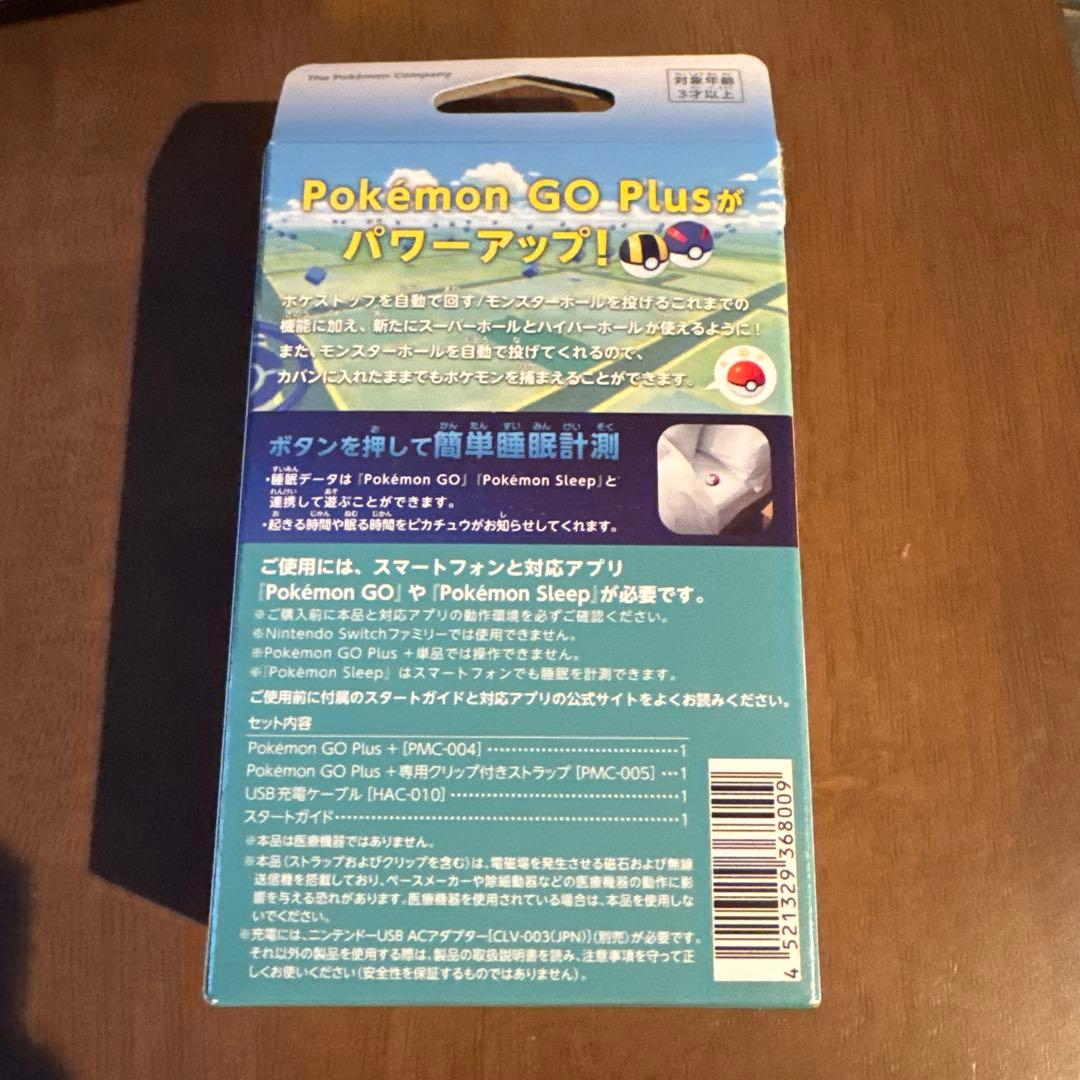 The Pokémon Company
対象年齢
3才以上
Pokémon GO Plusが
パワーアップ!
ポケストップを自動で回す/モンスターボールを投げるこれまでの
機能に加え、新たにスーパーボールとハイパーボールが使えるように!
また、モンスターボールを自動で投げてくれるので、
カバンに入れたままでもポケモンを捕まえることができます。
ボタンを押して簡単睡眠計測
・睡眠データは『Pokémon GO』『Pokémon Sleep』と
連携して遊ぶことができます。
・起きる時間や眠る時間をピカチュウがお知らせしてくれます。
ご使用には、スマートフォンと対応アプリ
『Pokémon GO』や『Pokémon Sleep』が必要です。
※ご購入前に本品と対応アプリの動作環境を必ずご確認ください。
※Nintendo Switchファミリーでは使用できません。
※Pokémon GO Plus +単品では操作できません。
※『Pokémon Sleep』はスマートフォンでも睡眠を計測できます。
ご使用前に付属のスタートガイドと対応アプリの公式サイトをよくお読みください。
セット内容
Pokémon GO Plus + [PMC-004] ……………………………1
Pokémon GO Plus +専用クリップ付きストラップ [PMC-005] …1
USB充電ケーブル [HAC-010] …………………………………1
スタートガイド……………………………………………………1
※本品は医療機器ではありません。
※本品(ストラップおよびクリップを含む)は、電磁場を発生させる磁石および無線
送信機を搭載しており、ペースメーカーや除細動器などの医療機器の動作に影
響を与える恐れがあります。医療機器を使用されている場合は、本品を使用しな
いでください。
※充電には、ニンテンドーUSB ACアダプター[CLV-003(JPN)](別売)が必要です。
それ以外の製品を使用する際は、製品の取扱説明書を読み、注意事項を守って正
しくお使いください(安全性を保証するものではありません)。
4 521329 368009